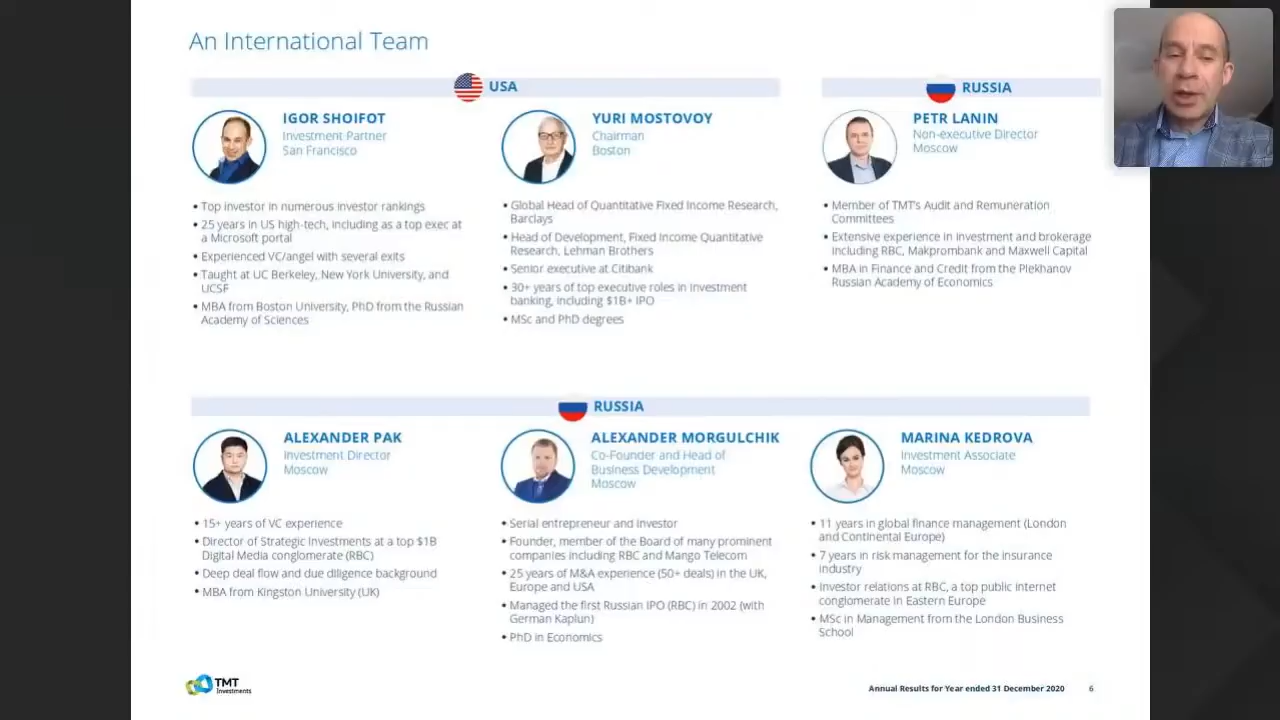 An International Team
USA
IGOR SHOIFOT
Investment Partner
San Francisco
• Top investor in numerous investor rankings
• 25 years in US high-tech, including as a top exec at
a Microsoft portal
• Experienced VC/angel with several exits
• Taught at UC Berkeley, New York University, and
UCSF
• MBA from Boston University, PhD from the Russian
Academy of Sciences
YURI MOSTOVOY
Chairman
Boston
• Global Head of Quantitative Fixed Income Research,
Barclays
• Head of Development, Fixed Income Quantitative
Research, Lehman Brothers
• Senior executive at Citibank
• 30+ years of top executive roles in investment
banking, including $1B+ IPO
• MSc and PhD degrees
RUSSIA
PETR LANIN
Non-executive Director
Moscow
• Member of TMT's Audit and Remuneration
Committees
• Extensive experience in investment and brokerage
including RBC, Makprombank and Maxwell Capital
• MBA in Finance and Credit from the Plekhanov
Russian Academy of Economics
RUSSIA
ALEXANDER PAK
Investment Director
Moscow
• 15+ years of VC experience
• Director of Strategic Investments at a top $1B
Digital Media conglomerate (RBC)
• Deep deal flow and due diligence background
• MBA from Kingston University (UK)
ALEXANDER MORGULCHIK
Co-Founder and Head of
Business Development
Moscow
• Serial entrepreneur and investor
• Founder, member of the Board of many prominent
companies including RBC and Mango Telecom
• 25 years of M&A experience (50+ deals) in the UK,
Europe and USA
• Managed the first Russian IPO (RBC) in 2002 (with
German Kaplun)
• PhD in Economics
MARINA KEDROVA
Investment Associate
Moscow
• 11 years in global finance management (London
and Continental Europe)
• 7 years in risk management for the insurance
industry
• Investor relations at RBC, a top public internet
conglomerate in Eastern Europe
• MSc in Management from the London Business
School
TMT
Investments
Annual Results for Year ended 31 December 2020 6